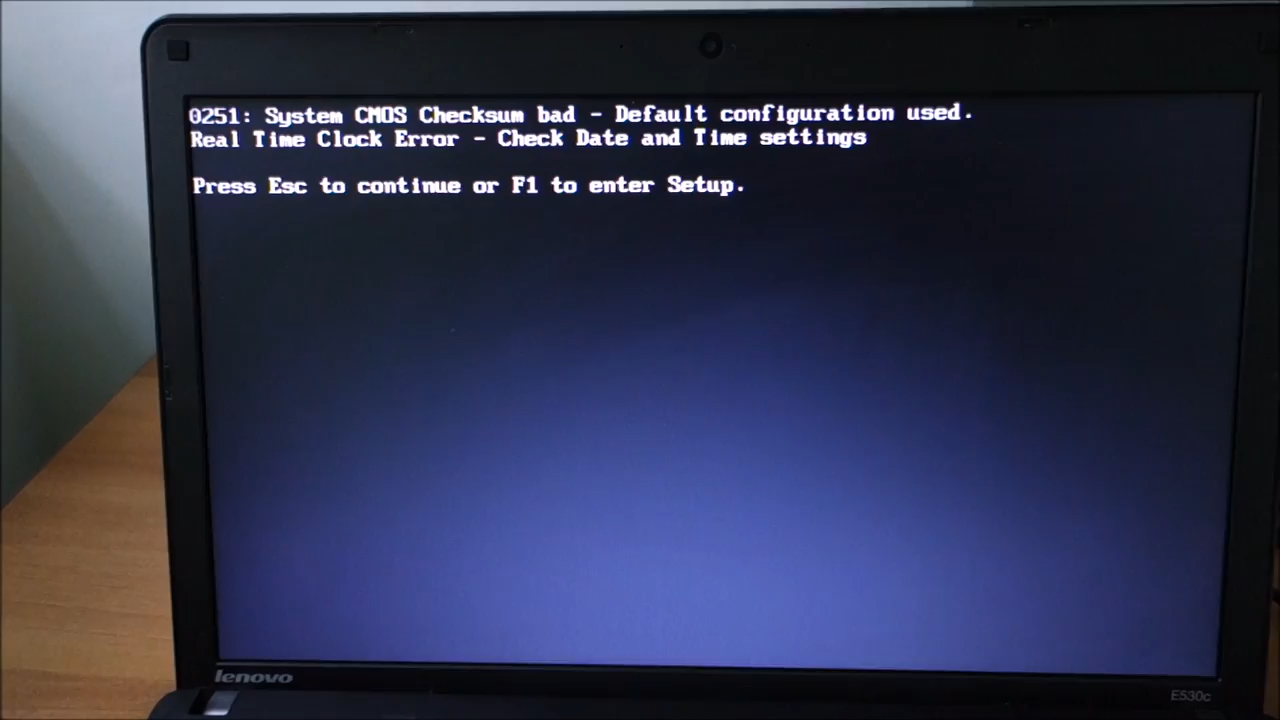 0251: System CMOS Checksum bad - Default configuration used.
Real Time Clock Error - Check Date and Time settings
Press Esc to continue or F1 to enter Setup.
lenovo
E530c